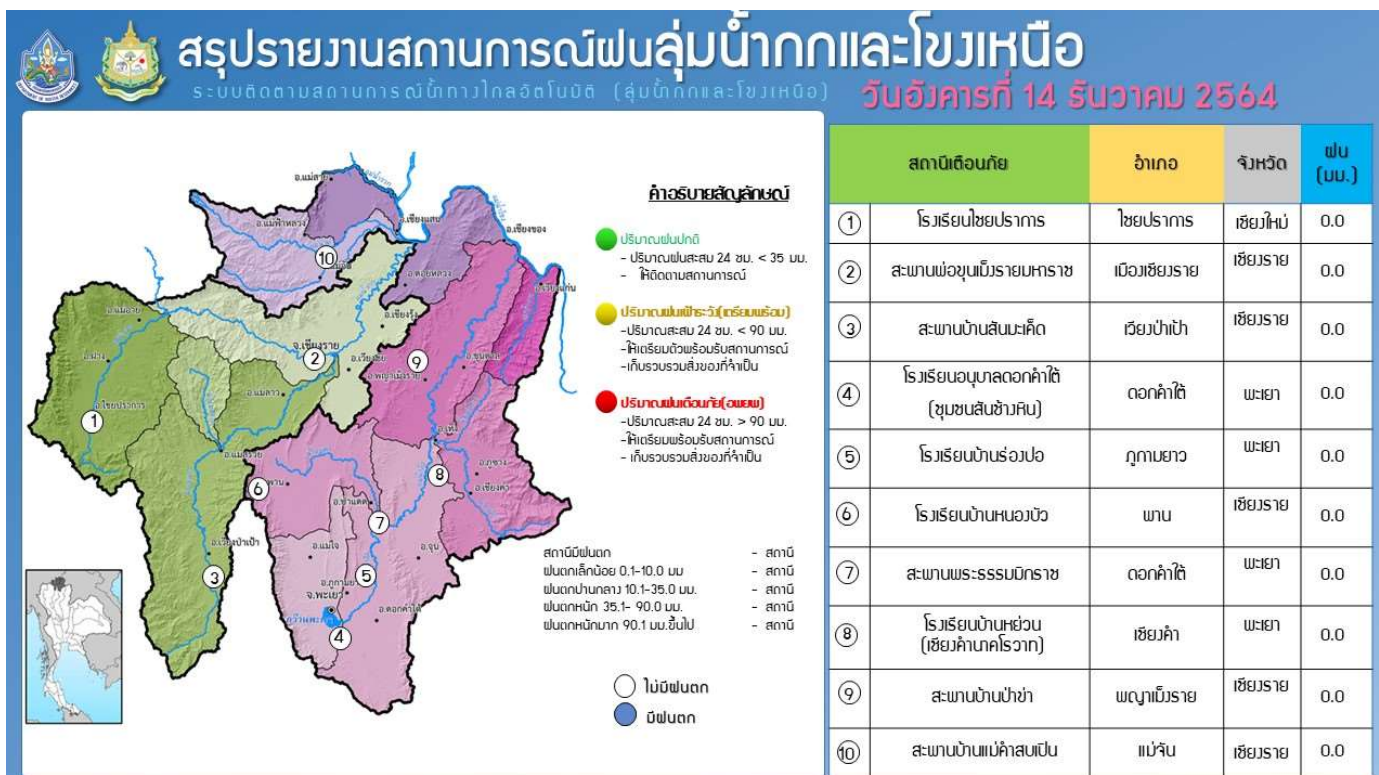 สรุปรายงานสถานการณ์ฝนลุ่มน้ำกกและโขงเหนือ
ระบบติดตามสถานการณ์น้ำทางไกลอัตโนมัติ (ลุ่มน้ำกกและโขงเหนือ)
วันอังคารที่ 14 ธันวาคม 2564
อ.แม่สาย
อ.แม่ฟ้าหลวง
อ.เชียงแสน
อ.เชียงของ
10
อ.ดอยหลวง
อ.เวียงแก่น
อ.แม่อาย
อ.เชียงรุ้ง
จ.เชียงราย
2
อ.ฝาง
9
อ.ขุนตาล
อ.พญาเม็งราย
อ.แม่ลาว
อ.ไชยปราการ
1
อ.เทิง
อ.แม่สรวย
อ.ภูซาง
8
อ.เชียงคำ
6
พาน
อ.ป่าแดด
7
อ.เวียงป่าเป้า
อ.แม่ใจ
อ.จุน
3
5
อ.ภูกามยาว
จ.พะเยา
กว๊านพะเยา
อ.ดอกคำใต้
4
คำอธิบายสัญลักษณ์
ปริมาณฝนปกติ
- ปริมาณฝนสะสม 24 ชม. < 35 มม.
- ให้ติดตามสถานการณ์
ปริมาณฝนเฝ้าระวัง(เตรียมพร้อม)
-ปริมาณสะสม 24 ชม. < 90 มม.
-ให้เตรียมตัวพร้อมรับสถานการณ์
-เก็บรวบรวมสิ่งของที่จำเป็น
ปริมาณฝนเตือนภัย(อพยพ)
-ปริมาณสะสม 24 ชม. > 90 มม.
-ให้เตรียมพร้อมรับสถานการณ์
- เก็บรวบรวมสิ่งของที่จำเป็น
สถานีมีฝนตก - สถานี
ฝนตกเล็กน้อย 0.1-10.0 มม - สถานี
ฝนตกปานกลาง 10.1-35.0 มม. - สถานี
ฝนตกหนัก 35.1- 90.0 มม. - สถานี
ฝนตกหนักมาก 90.1 มม.ขึ้นไป - สถานี
ไม่มีฝนตก
มีฝนตก
สถานีเตือนภัย อำเภอ จังหวัด ฝน (มม.)
1 โรงเรียนไชยปราการ ไชยปราการ เชียงใหม่ 0.0
2 สะพานพ่อขุนเม็งรายมหาราช เมืองเชียงราย เชียงราย 0.0
3 สะพานบ้านสันมะเค็ด เวียงป่าเป้า เชียงราย 0.0
4 โรงเรียนอนุบาลดอกคำใต้
(ชุมชนสันช้างหิน) ดอกคำใต้ พะเยา 0.0
5 โรงเรียนบ้านร่องปอ ภูกามยาว พะเยา 0.0
6 โรงเรียนบ้านหนองบัว พาน เชียงราย 0.0
7 สะพานพระธรรมมิกราช ดอกคำใต้ พะเยา 0.0
8 โรงเรียนบ้านหย่วน
(เชียงคำนาคโรวาท) เชียงคำ พะเยา 0.0
9 สะพานบ้านป่าข่า พญาเม็งราย เชียงราย 0.0
10 สะพานบ้านแม่คำสบเปิน แม่จัน เชียงราย 0.0